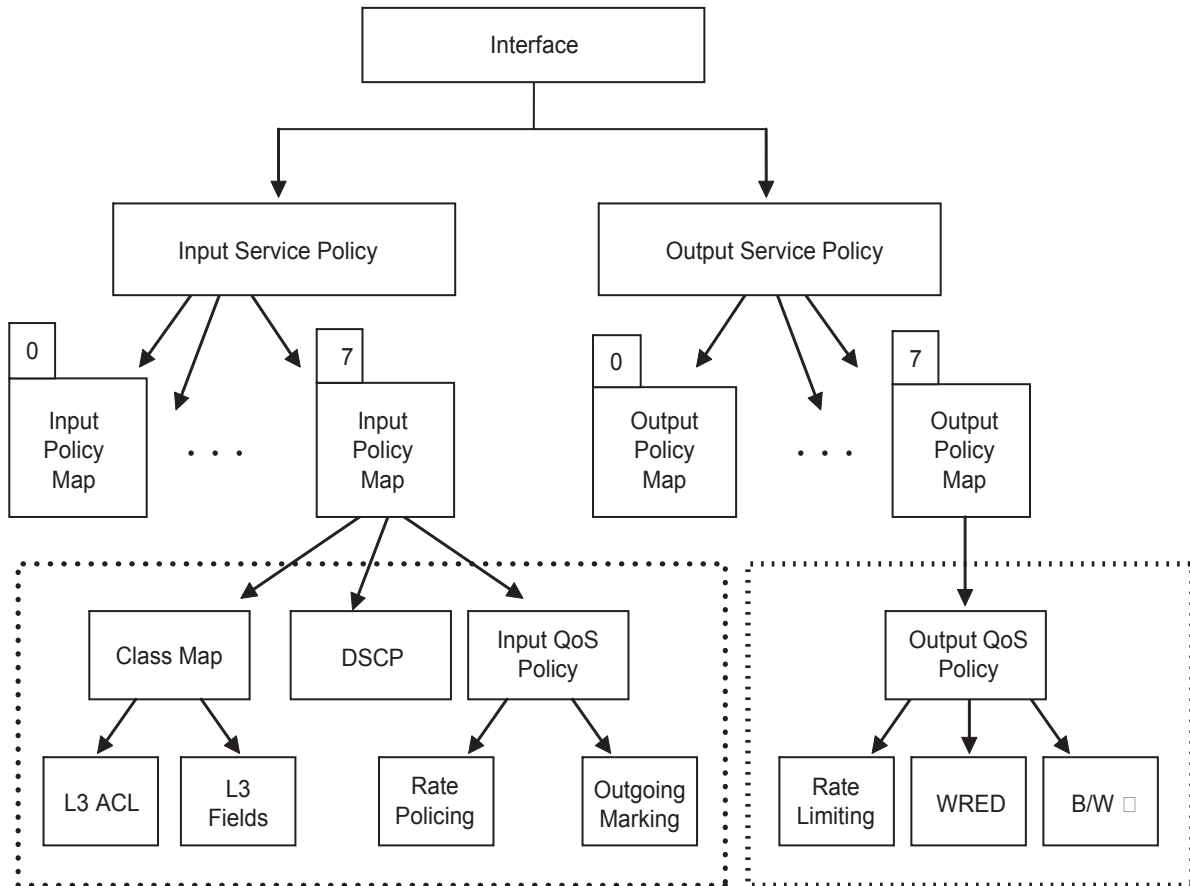 Interface
Input Service Policy
Output Service Policy
0
Input
Policy
Map
. . .
7
Input
Policy
Map
0
Output
Policy
Map
. . .
7
Output
Policy
Map
Class Map
DSCP
Input QoS
Policy
Output QoS
Policy
L3 ACL
L3
Fields
Rate
Policing
Outgoing
Marking
Rate
Limiting
WRED
B/W